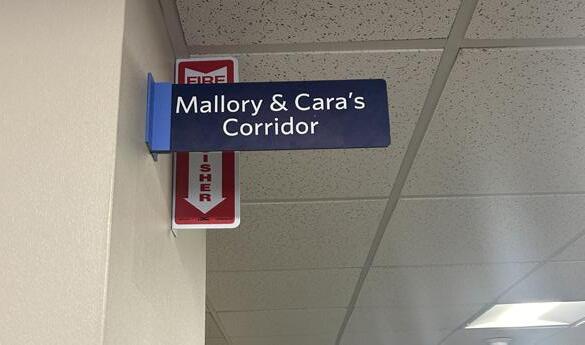 FIRE
Mallory & Cara's
Corridor
ISHER